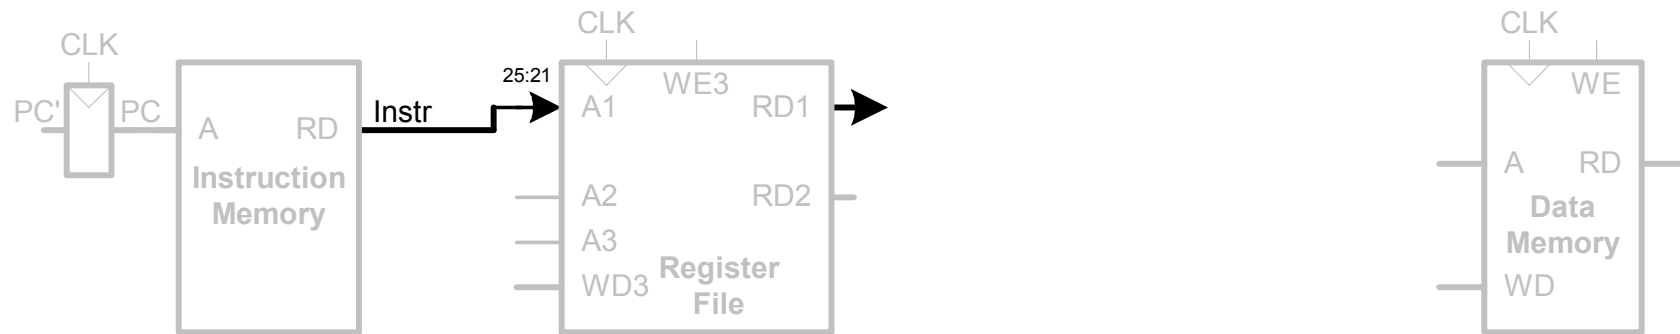 CLK
PC'
PC
A
RD
Instruction
Memory
Instr
25:21
CLK
WE3
A1
RD1
A2
RD2
A3
WD3
Register
File
CLK
WE
A
RD
Data
Memory
WD